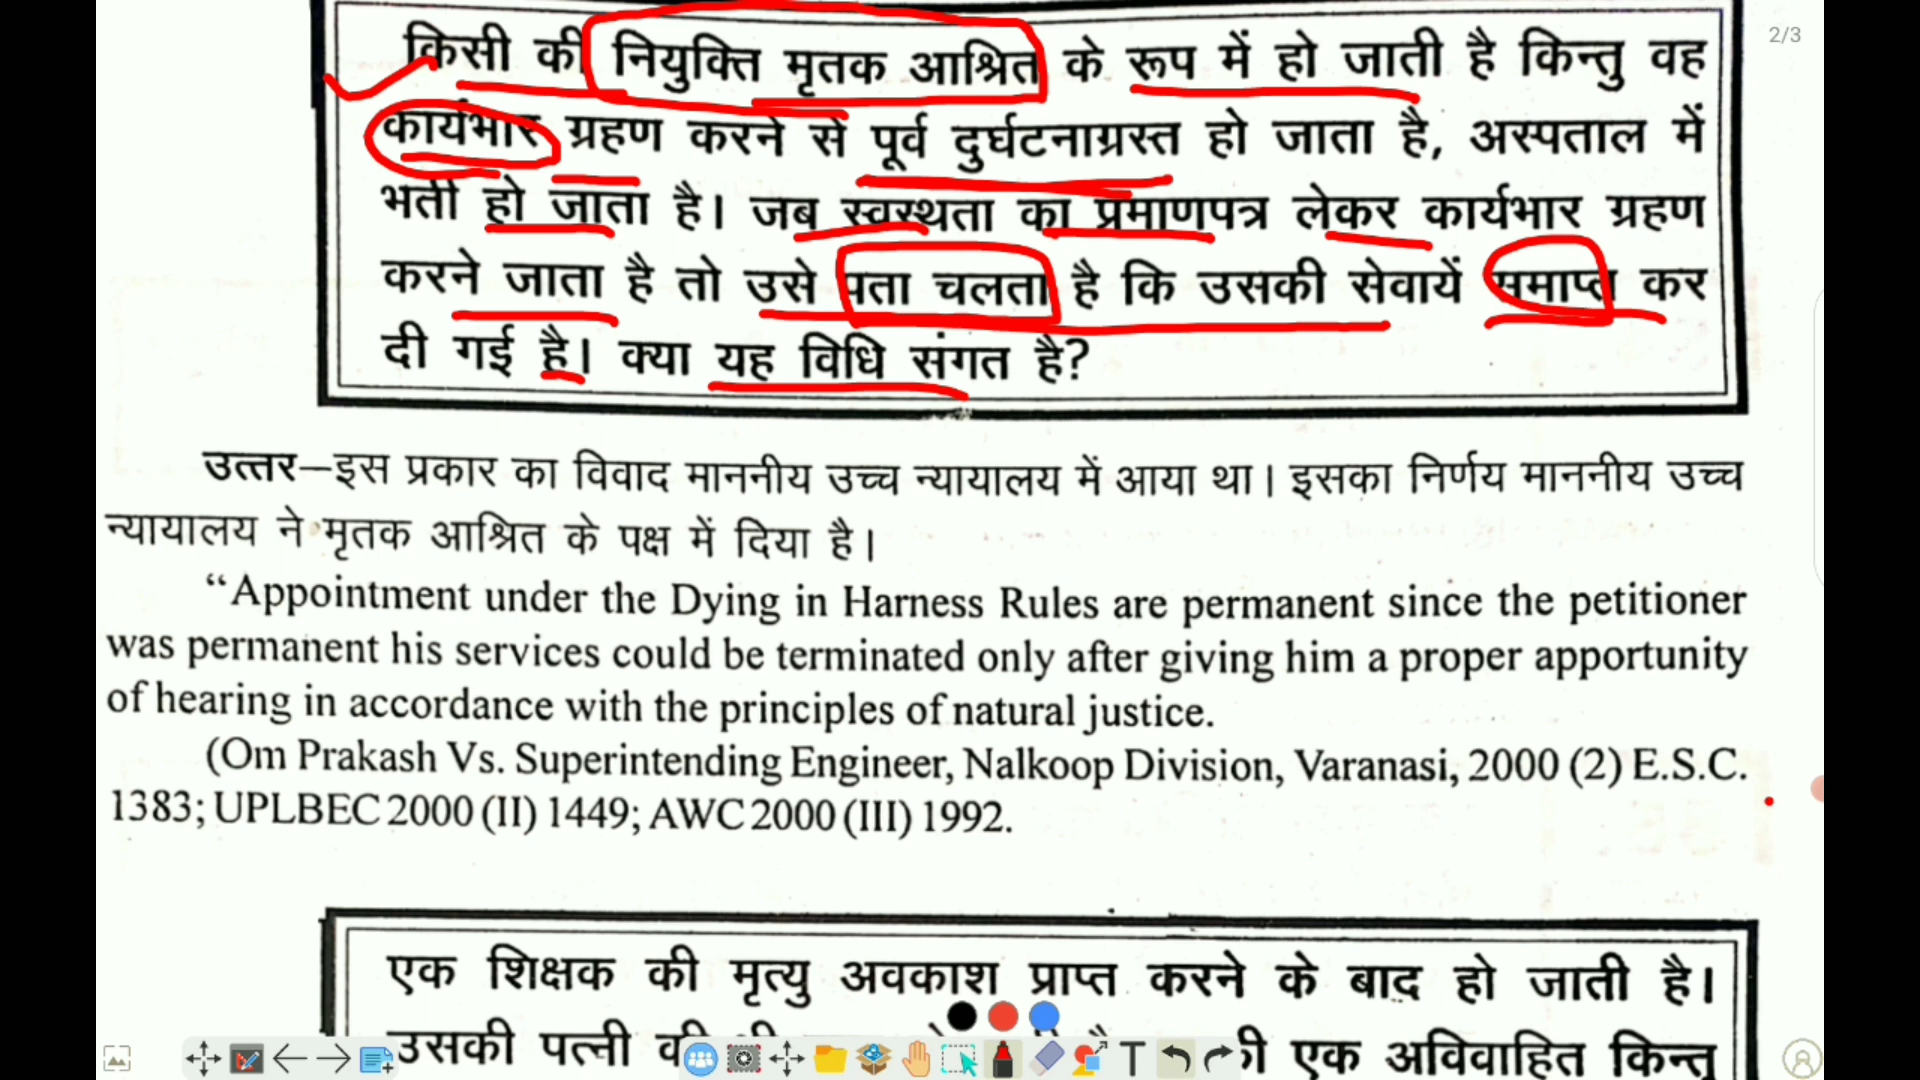 2/3
किसी की नियुक्ति मृतक आश्रित के रूप में हो जाती है किन्तु वह
कार्यभार ग्रहण करने से पूर्व दुर्घटनाग्रस्त हो जाता है, अस्पताल में
भर्ती हो जाता है। जब स्वस्थता का प्रमाणपत्र लेकर कार्यभार ग्रहण
करने जाता है तो उसे पता चलता है कि उसकी सेवायें समाप्त कर
दी गई है। क्या यह विधि संगत है?
उत्तर—इस प्रकार का विवाद माननीय उच्च न्यायालय में आया था। इसका निर्णय माननीय उच्च
न्यायालय ने मृतक आश्रित के पक्ष में दिया है।
“Appointment under the Dying in Harness Rules are permanent since the petitioner
was permanent his services could be terminated only after giving him a proper apportunity
of hearing in accordance with the principles of natural justice.
(Om Prakash Vs. Superintending Engineer, Nalkoop Division, Varanasi, 2000 (2) E.S.C.
1383; UPLBEC 2000 (II) 1449; AWC 2000 (III) 1992.
एक शिक्षक की मृत्यु अवकाश प्राप्त करने के बाद हो जाती है।
उसकी पत्नी एक अविवाहित किन्तु